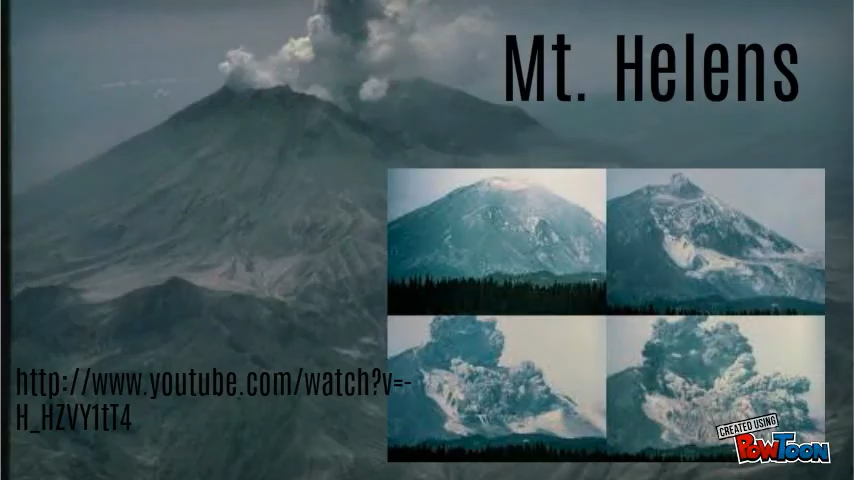 Mt. Helens
http://www.youtube.com/watch?v=-
H_HZVY1tT4
CREATED USING
POWTOON